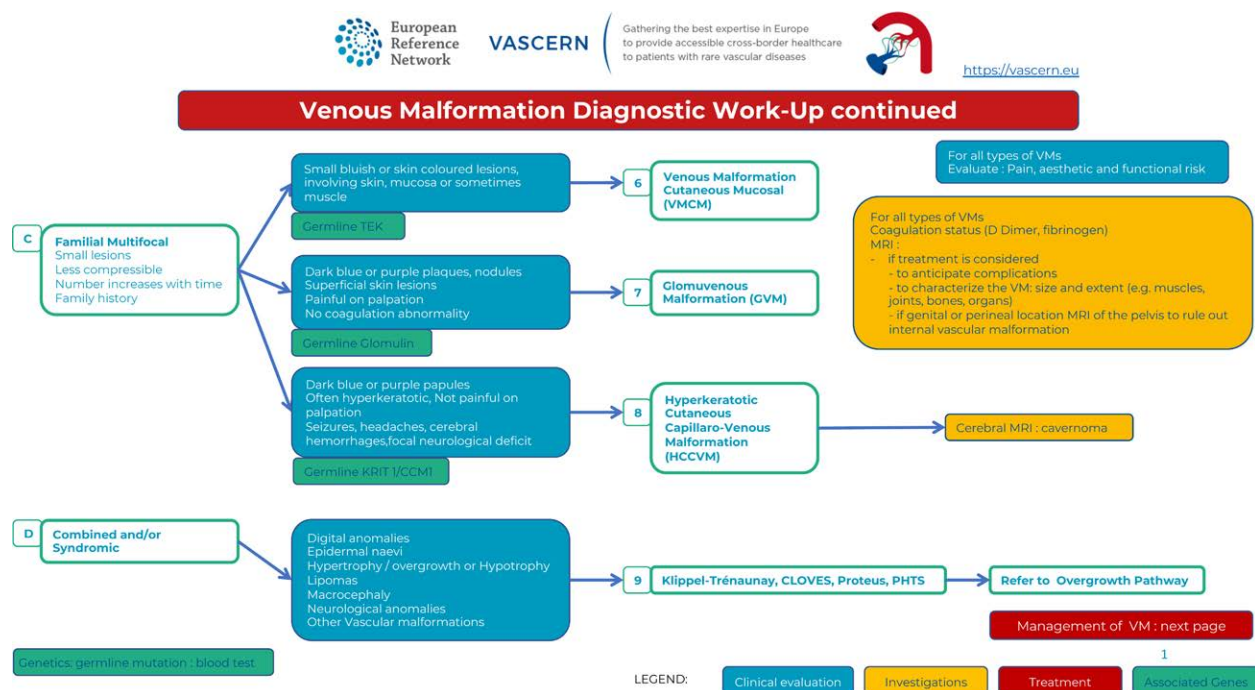 European
Reference
Network
VASCERN
Gathering the best expertise in Europe
to provide accessible cross-border healthcare
to patients with rare vascular diseases
https://vascern.eu
Venous Malformation Diagnostic Work-Up continued
For all types of VMs
Evaluate : Pain, aesthetic and functional risk
For all types of VMs
Coagulation status (D Dimer, fibrinogen)
MRI :
- if treatment is considered
- to anticipate complications
- to characterize the VM: size and extent (e.g. muscles,
joints, bones, organs)
- if genital or perineal location MRI of the pelvis to rule out
internal vascular malformation
C
Familial Multifocal
Small lesions
Less compressible
Number increases with time
Family history
Small bluish or skin coloured lesions,
involving skin, mucosa or sometimes
muscle
Germline TEK
6
Venous Malformation
Cutaneous Mucosal
(VMCM)
Dark blue or purple plaques, nodules
Superficial skin lesions
Painful on palpation
No coagulation abnormality
Germline Glomulin
7
Glomuvenous
Malformation (GVM)
Dark blue or purple papules
Often hyperkeratotic, Not painful on
palpation
Seizures, headaches, cerebral
hemorrhages,focal neurological deficit
Germline KRIT 1/CCM1
8
Hyperkeratotic
Cutaneous
Capillaro-Venous
Malformation
(HCCVM)
Cerebral MRI : cavernoma
D
Combined and/or
Syndromic
Digital anomalies
Epidermal naevi
Hypertrophy / overgrowth or Hypotrophy
Lipomas
Macrocephaly
Neurological anomalies
Other Vascular malformations
9
Klippel-Trénaunay, CLOVES, Proteus, PHTS
Refer to Overgrowth Pathway
Management of VM : next page
1
Genetics: germline mutation : blood test
LEGEND:
Clinical evaluation
Investigations
Treatment
Associated Genes